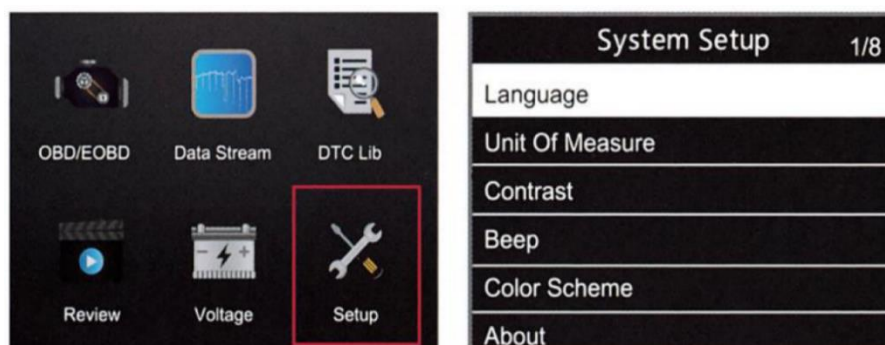 OBD/EOBD Data Stream DTC Lib
Review Voltage Setup
System Setup 1/8
Language
Unit Of Measure
Contrast
Beep
Color Scheme
About